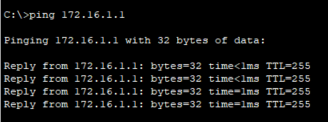 C:\>ping 172.16.1.1
Pinging 172.16.1.1 with 32 bytes of data:
Reply from 172.16.1.1: bytes=32 time<1ms TTL=255
Reply from 172.16.1.1: bytes=32 time<1ms TTL=255
Reply from 172.16.1.1: bytes=32 time=1ms TTL=255
Reply from 172.16.1.1: bytes=32 time=1ms TTL=255